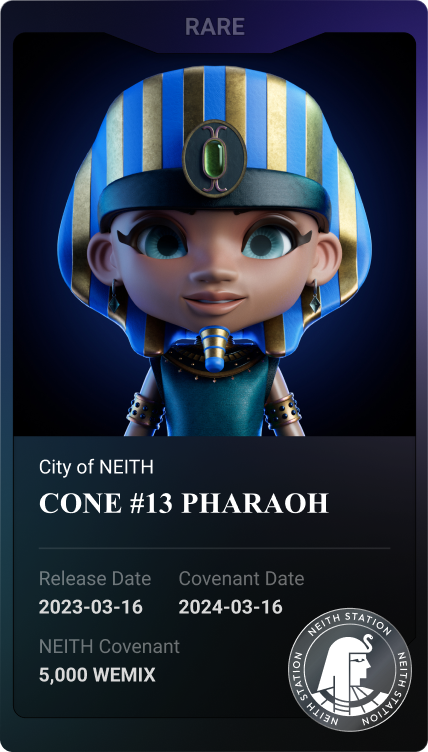 RARE
City of NEITH
CONE #13 PHARAOH
Release Date Covenant Date
2023-03-16 2024-03-16
NEITH Covenant
5,000 WEMIX
NEITH STATION
NEITH STATION
NEITH STATION